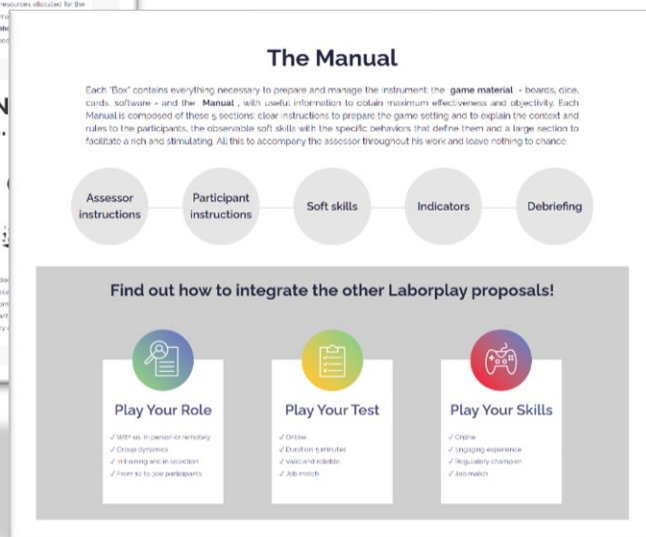 resources allocated for the
The Manual
Each "Box" contains everything necessary to prepare and manage the instrument: the game material - boards, dice,
cards, software - and the Manual , with useful information to obtain maximum effectiveness and objectivity. Each
Manual is composed of these 5 sections: clear instructions to prepare the game setting and to explain the context and
rules to the participants, the observable soft skills with the specific behaviors that define them and a large section to
facilitate a rich and stimulating. All this to accompany the assessor throughout his work and leave nothing to chance.
Assessor
instructions
Participant
instructions
Soft skills
Indicators
Debriefing
Find out how to integrate the other Laborplay proposals!
Play Your Role
✓ With us, in person or remotely
✓ Group dynamics
✓ In training and in selection
✓ From 10 to 300 participants
Play Your Test
✓ Online
✓ Duration: 5 minutes
✓ Valid and reliable
✓ Job match
Play Your Skills
✓ Online
✓ Engaging experience
✓ Regulatory champion
✓ Job match